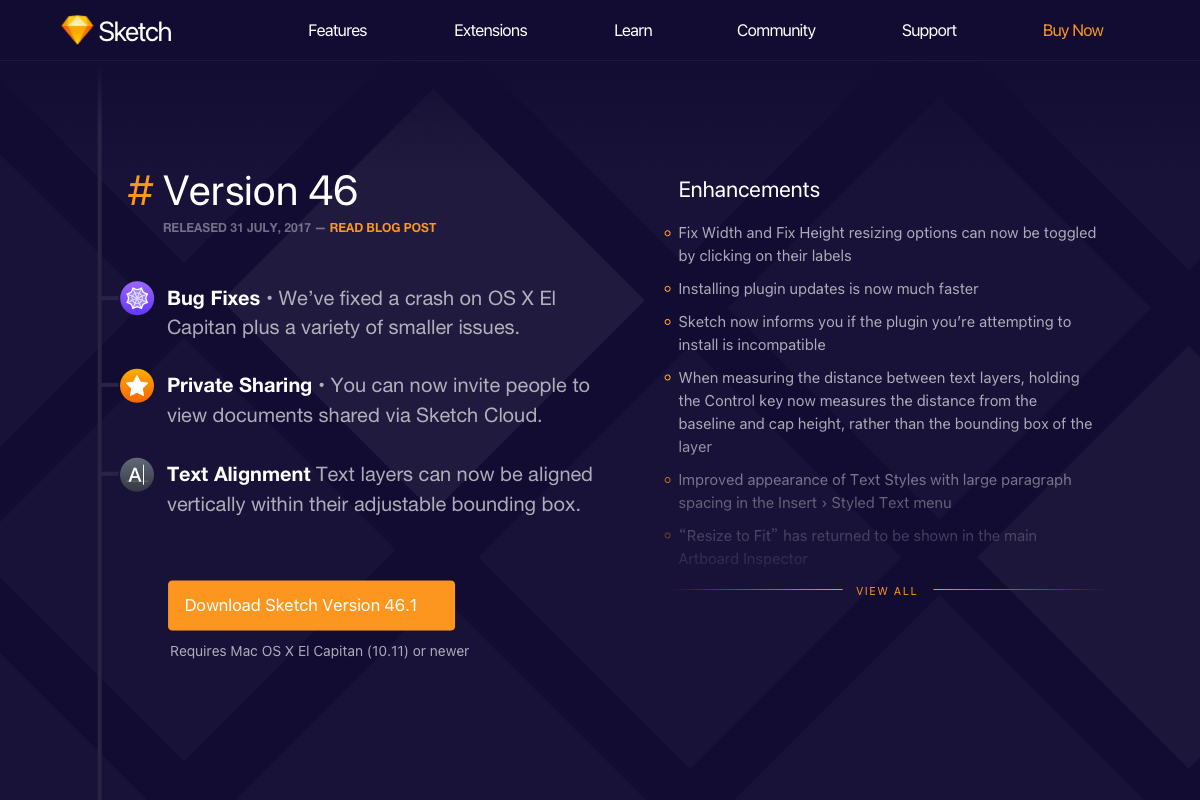 Sketch
Features
Extensions
Learn
Community
Support
Buy Now
# Version 46
RELEASED 31 JULY, 2017 — READ BLOG POST
Bug Fixes • We’ve fixed a crash on OS X El
Capitan plus a variety of smaller issues.
Private Sharing • You can now invite people to
view documents shared via Sketch Cloud.
A
Text Alignment Text layers can now be aligned
vertically within their adjustable bounding box.
Download Sketch Version 46.1
Requires Mac OS X El Capitan (10.11) or newer
Enhancements
Fix Width and Fix Height resizing options can now be toggled
by clicking on their labels
Installing plugin updates is now much faster
Sketch now informs you if the plugin you’re attempting to
install is incompatible
When measuring the distance between text layers, holding
the Control key now measures the distance from the
baseline and cap height, rather than the bounding box of the
layer
Improved appearance of Text Styles with large paragraph
spacing in the Insert › Styled Text menu
“Resize to Fit” has returned to be shown in the main
Artboard Inspector
VIEW ALL